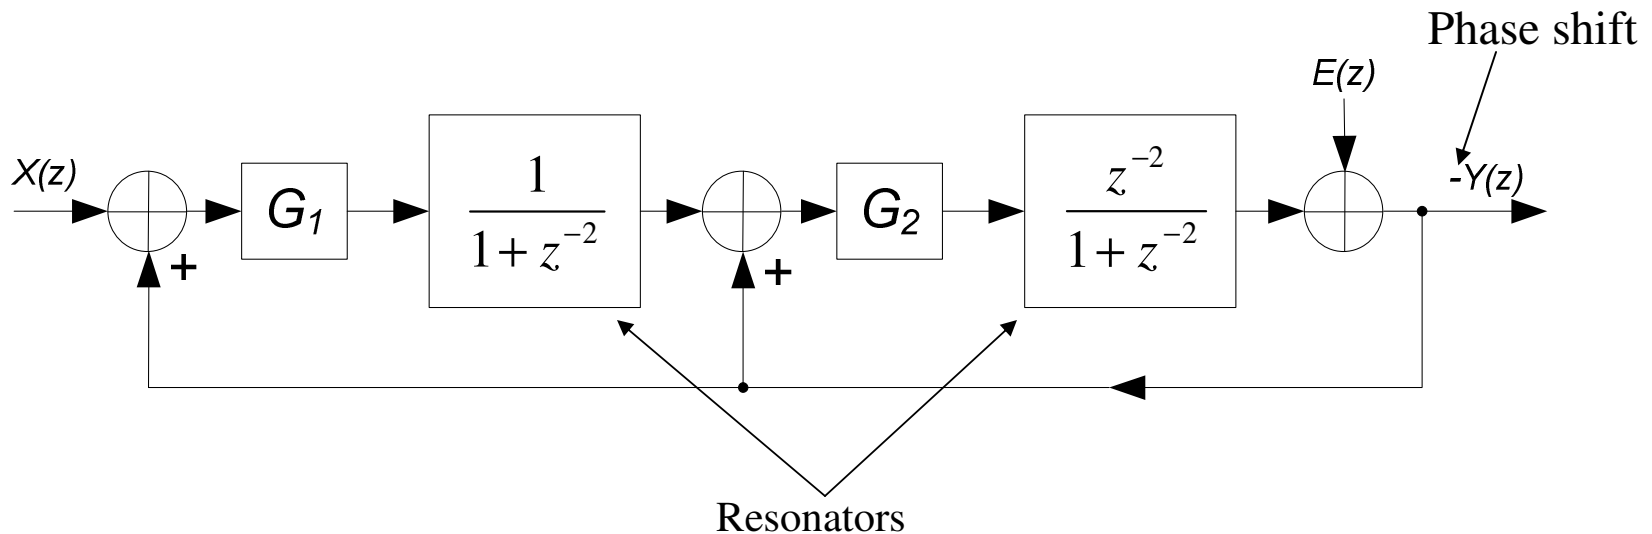 Phase shift
E(z)
X(z)
G₁
1
1 + z⁻²
G₂
z⁻²
1 + z⁻²
-Y(z)
+
+
Resonators